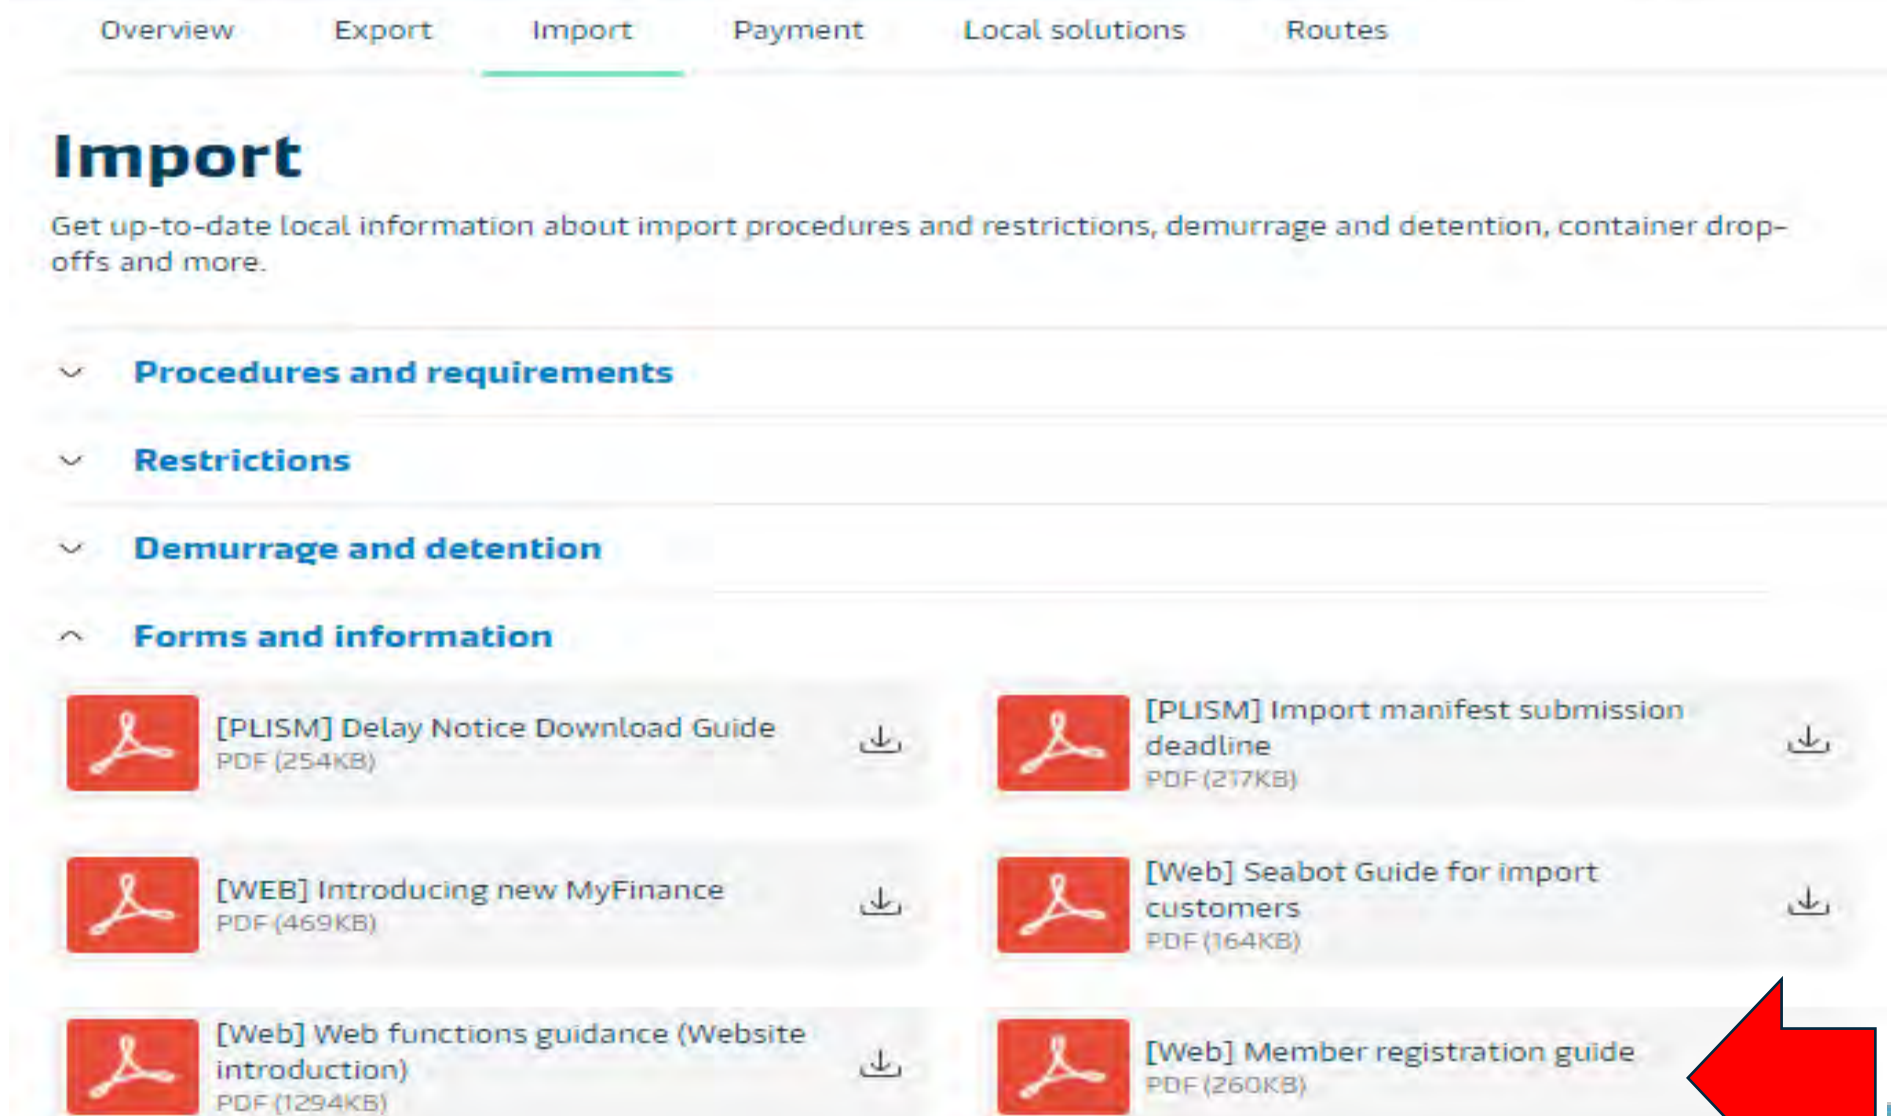 Overview Export Import Payment Local solutions Routes
Import
Get up-to-date local information about import procedures and restrictions, demurrage and detention, container drop-
offs and more.
Procedures and requirements
Restrictions
Demurrage and detention
Forms and information
[PLISM] Delay Notice Download Guide
PDF (254KB)
[PLISM] Import manifest submission
deadline
PDF (217KB)
[WEB] Introducing new MyFinance
PDF (469KB)
[Web] Seabot Guide for import
customers
PDF (164KB)
[Web] Web functions guidance (Website
introduction)
PDF (1294KB)
[Web] Member registration guide
PDF (260KB)